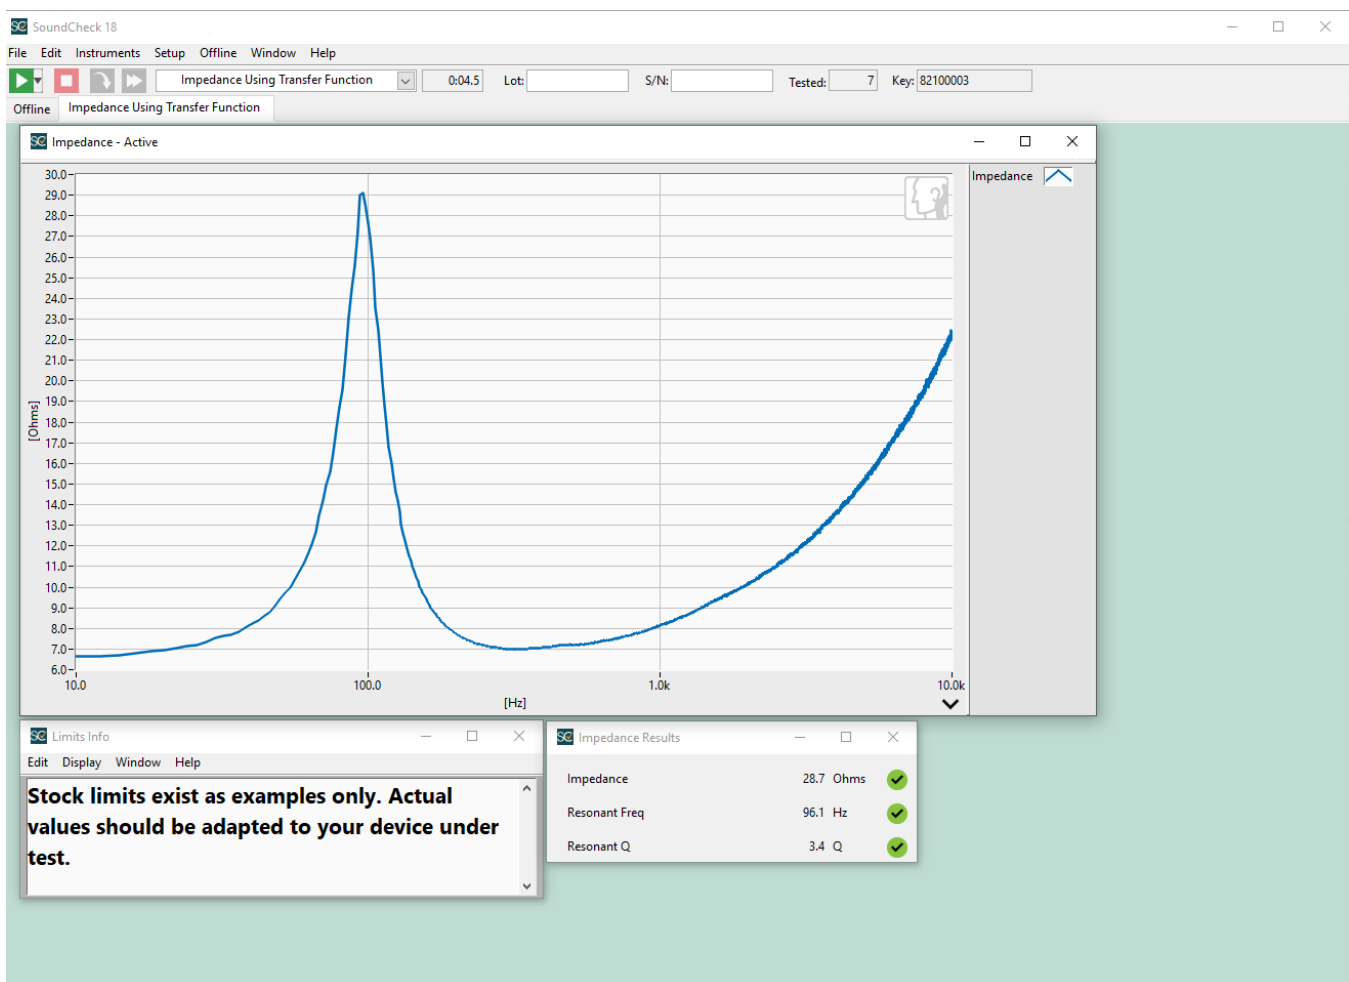 SC SoundCheck 18
File Edit Instruments Setup Offline Window Help
Impedance Using Transfer Function 0:04.5 Lot: S/N: Tested: 7 Key: 82100003
Offline Impedance Using Transfer Function
SC Impedance - Active
Impedance
30.0
29.0
28.0
27.0
26.0
25.0
24.0
23.0
22.0
21.0
20.0
19.0
18.0
17.0
16.0
15.0
14.0
13.0
12.0
11.0
10.0
9.0
8.0
7.0
6.0
[Ohms]
10.0 100.0 1.0k 10.0k
[Hz]
SC Limits Info
Edit Display Window Help
Stock limits exist as examples only. Actual
values should be adapted to your device under
test.
SC Impedance Results
Impedance 28.7 Ohms
Resonant Freq 96.1 Hz
Resonant Q 3.4 Q